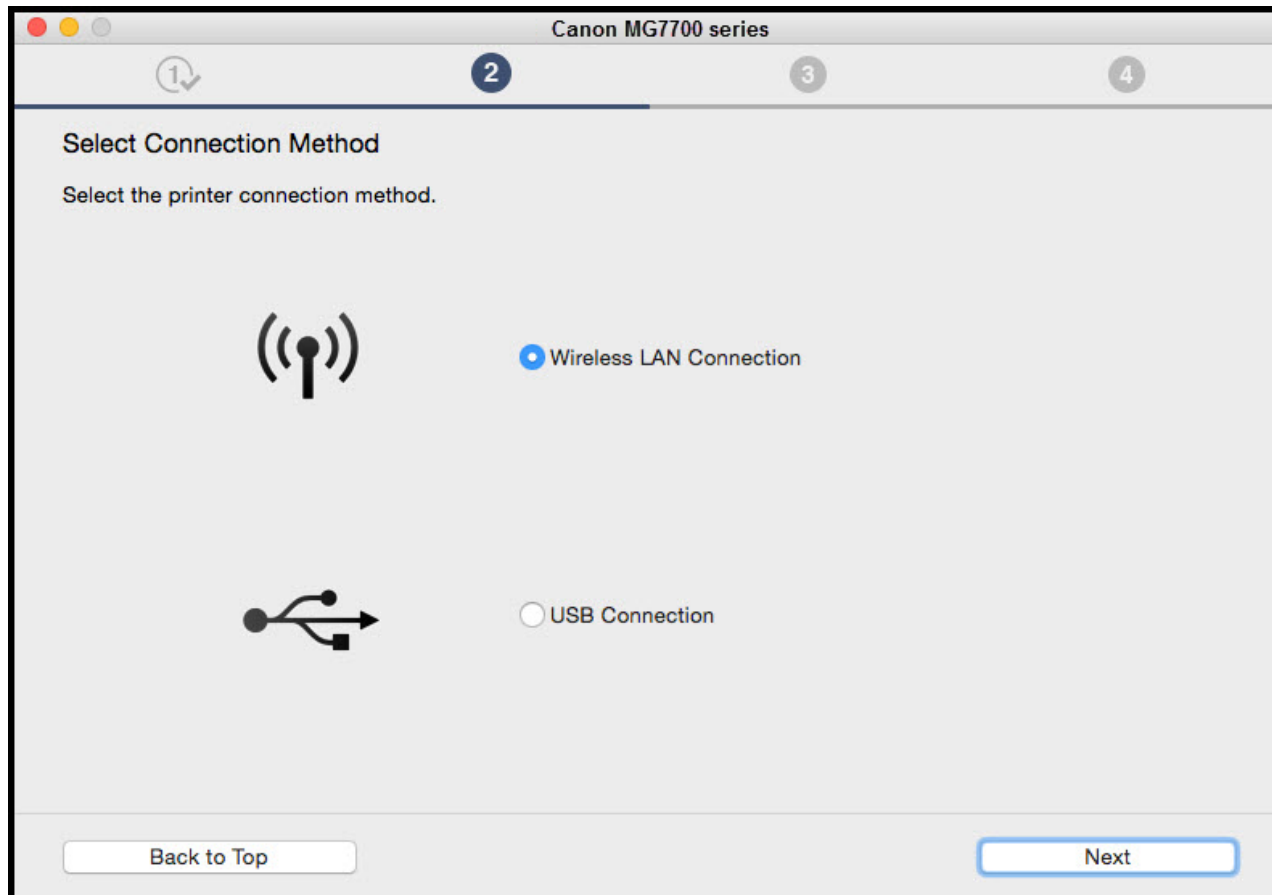 Canon MG7700 series
1
2
3
4
Select Connection Method
Select the printer connection method.
Wireless LAN Connection
USB Connection
Back to Top
Next